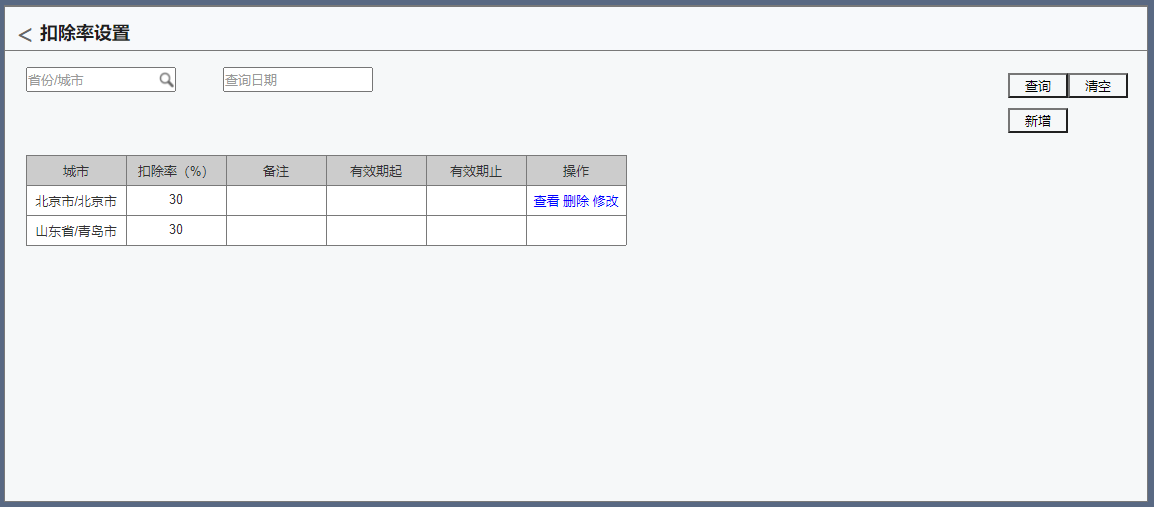 < 扣除率设置
省份/城市 查询日期 查询 清空
新增
城市 扣除率（%） 备注 有效期起 有效期止 操作
北京市/北京市 30 查看 删除 修改
山东省/青岛市 30